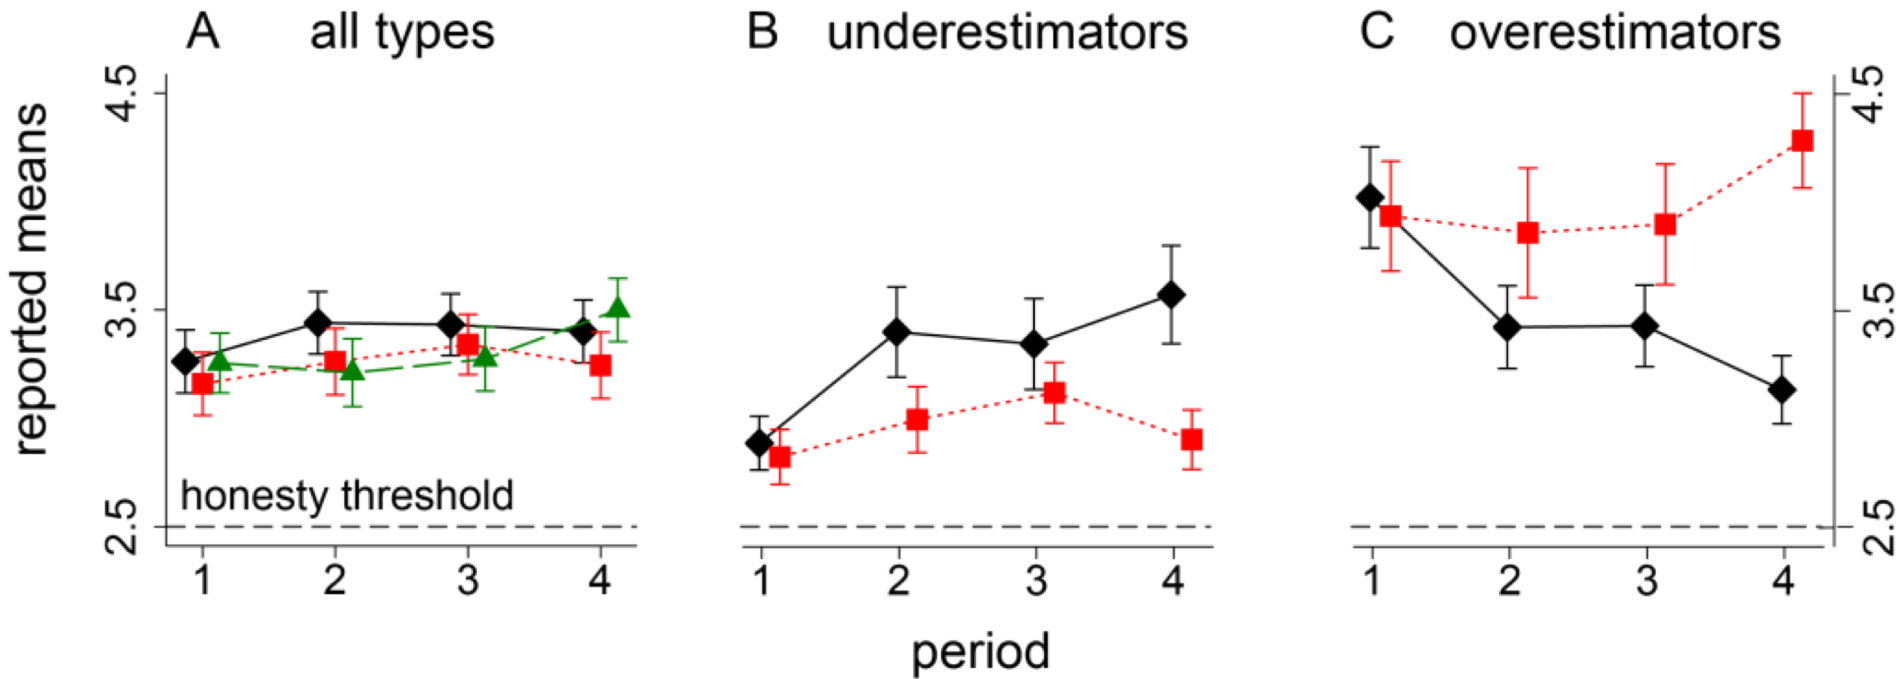 A all types
B underestimators
C overestimators
reported means
4.5
3.5
2.5
honesty threshold
4.5
3.5
2.5
1 2 3 4
1 2 3 4
1 2 3 4
period